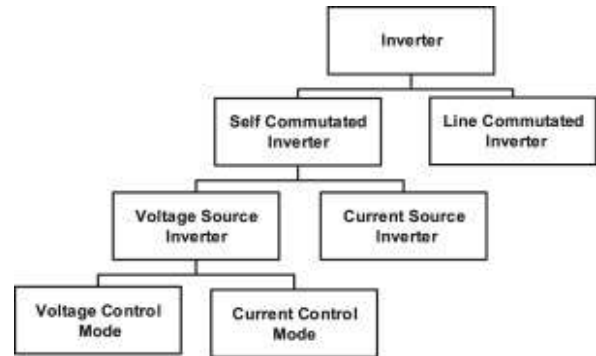 Inverter
Self Commutated
Inverter
Line Commutated
Inverter
Voltage Source
Inverter
Current Source
Inverter
Voltage Control
Mode
Current Control
Mode